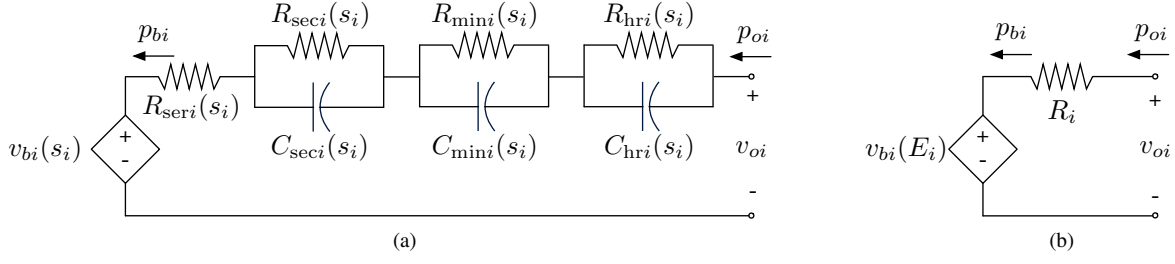 R_seci(s_i) R_mini(s_i) R_hri(s_i)
p_bi p_oi p_bi p_oi
R_seri(s_i) + R_i +
v_bi(s_i) + - C_seci(s_i) C_mini(s_i) C_hri(s_i) v_oi v_bi(E_i) + - v_oi
- -
(a) (b)